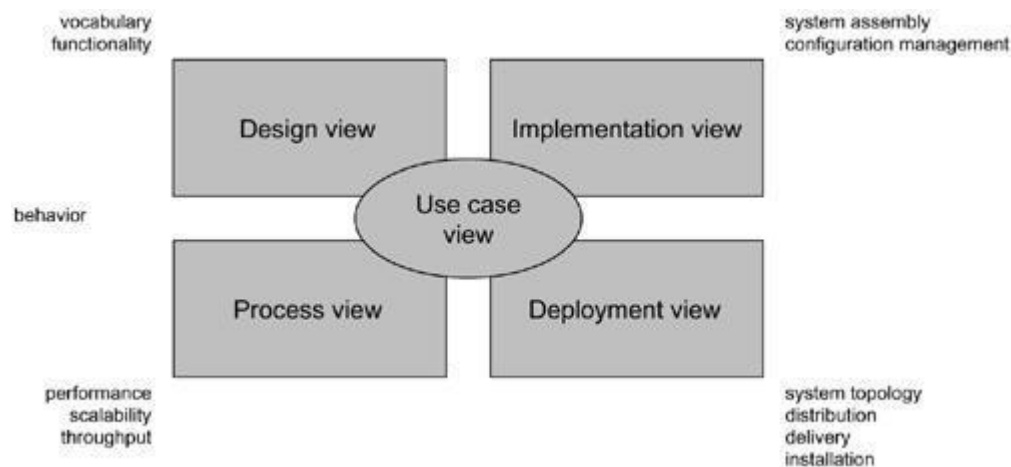 vocabulary
functionality
system assembly
configuration management
Design view
Implementation view
behavior
Use case
view
Process view
Deployment view
performance
scalability
throughput
system topology
distribution
delivery
installation